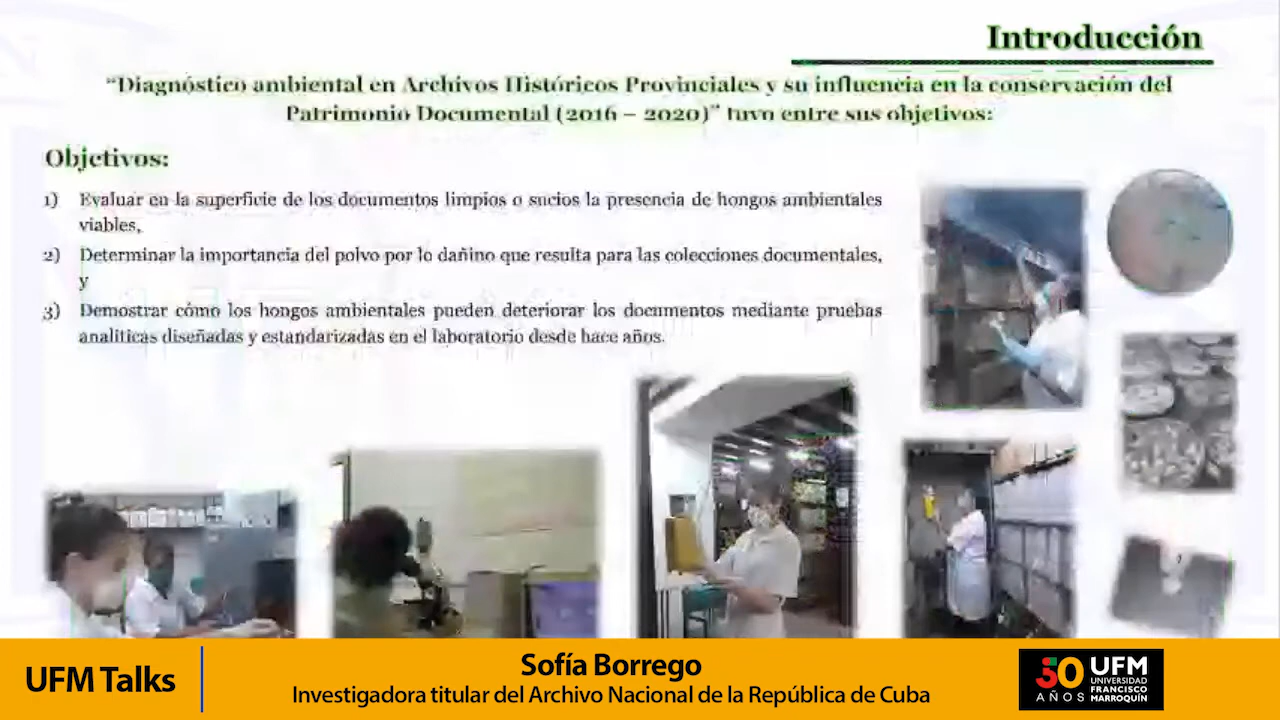 Introducción
“Diagnóstico ambiental en Archivos Históricos Provinciales y su influencia en la conservación del
Patrimonio Documental (2016 – 2020)” tuvo entre sus objetivos:
Objetivos:
1) Evaluar en la superficie de los documentos limpios o sucios la presencia de hongos ambientales
viables,
2) Determinar la importancia del polvo por lo dañino que resulta para las colecciones documentales,
y
3) Demostrar cómo los hongos ambientales pueden deteriorar los documentos mediante pruebas
analíticas diseñadas y estandarizadas en el laboratorio desde hace años.
UFM Talks
Sofía Borrego
Investigadora titular del Archivo Nacional de la República de Cuba
50
AÑOS
UFM
UNIVERSIDAD
FRANCISCO
MARROQUÍN